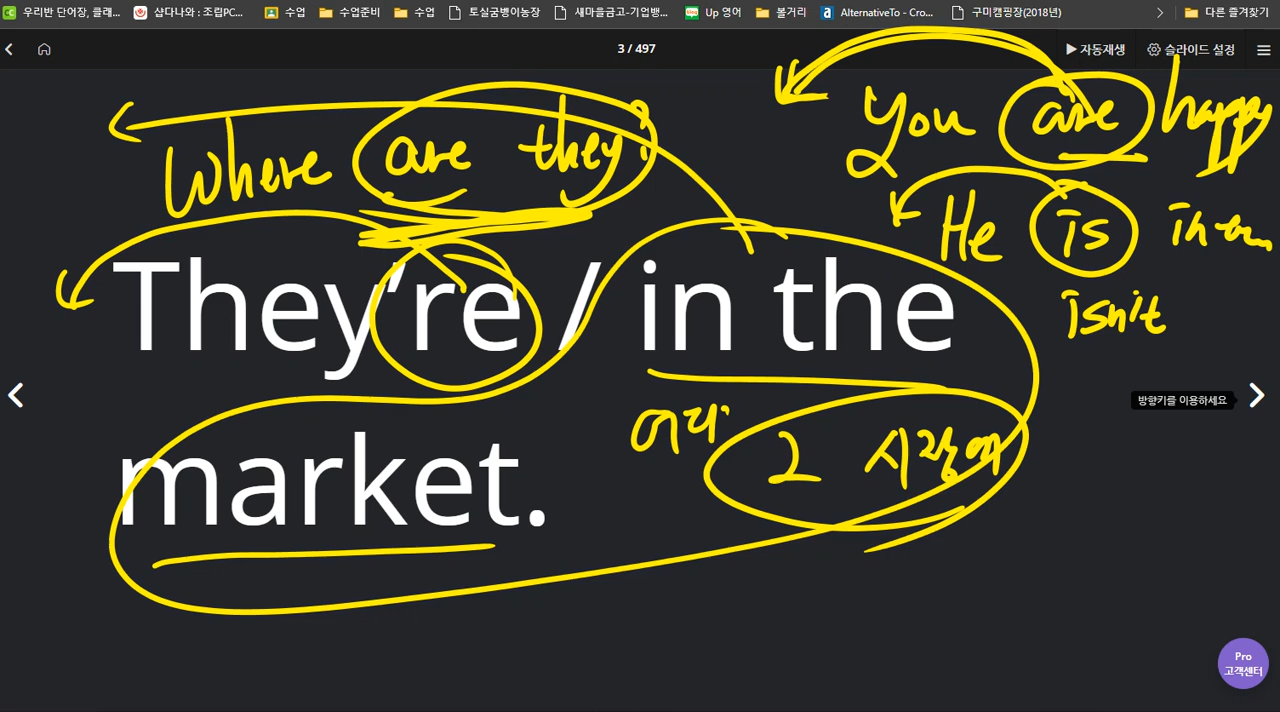 우리반 단어장, 클래... 샵다나와 : 조립PC... 수업 수업준비 수업 토실굼벵이농장 새마을금고-기업뱅... Up 영어 볼거리 AlternativeTo - Cro... 구미캠핑장(2018년) 다른 즐겨찾기
3 / 497 자동재생 슬라이드 설정
You are happy
Where are they?
He is in
isn't
They're / in the
방향키를 이용하세요
어디
그 시장에
market.
Pro
고객센터